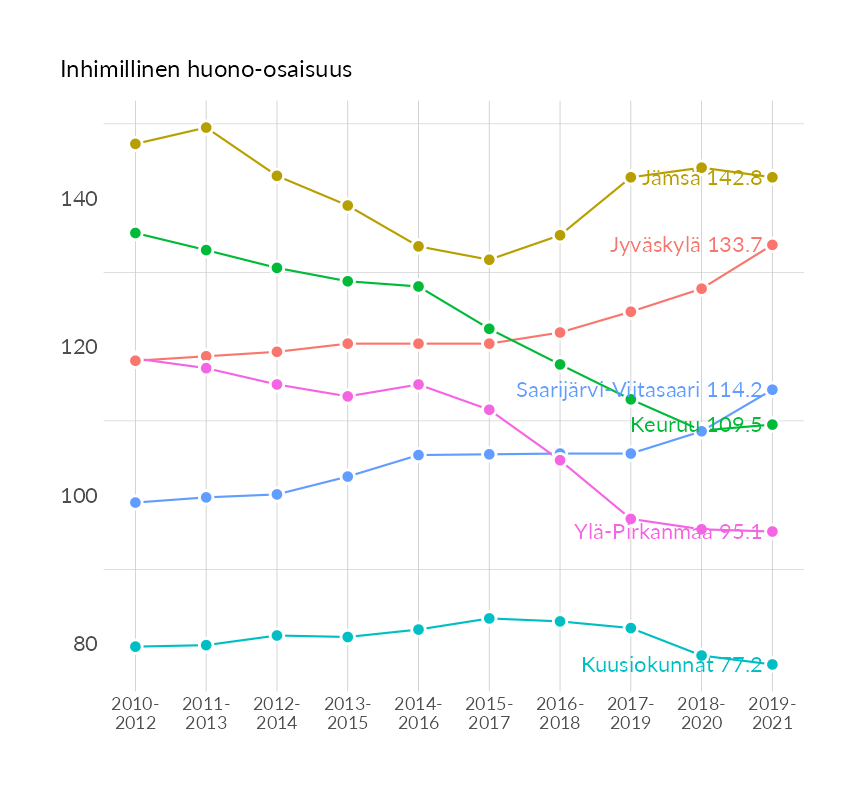 Inhimillinen huono-osaisuus
140
120
100
80
Jämsä 142.8
Jyväskylä 133.7
Saarijärvi-Viitasaari 114.2
Keuruu 109.5
Ylä-Pirkanmaa 95.1
Kuusiokunnat 77.2
2010- 2011- 2012- 2013- 2014- 2015- 2016- 2017- 2018- 2019-
2012 2013 2014 2015 2016 2017 2018 2019 2020 2021